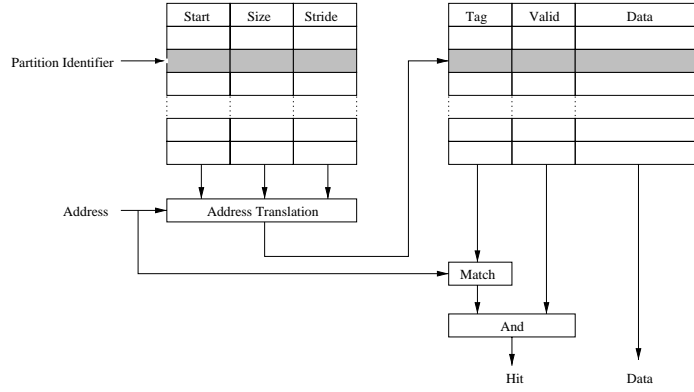 Start Size Stride
Tag Valid Data
Partition Identifier
Address
Address Translation
Match
And
Hit
Data